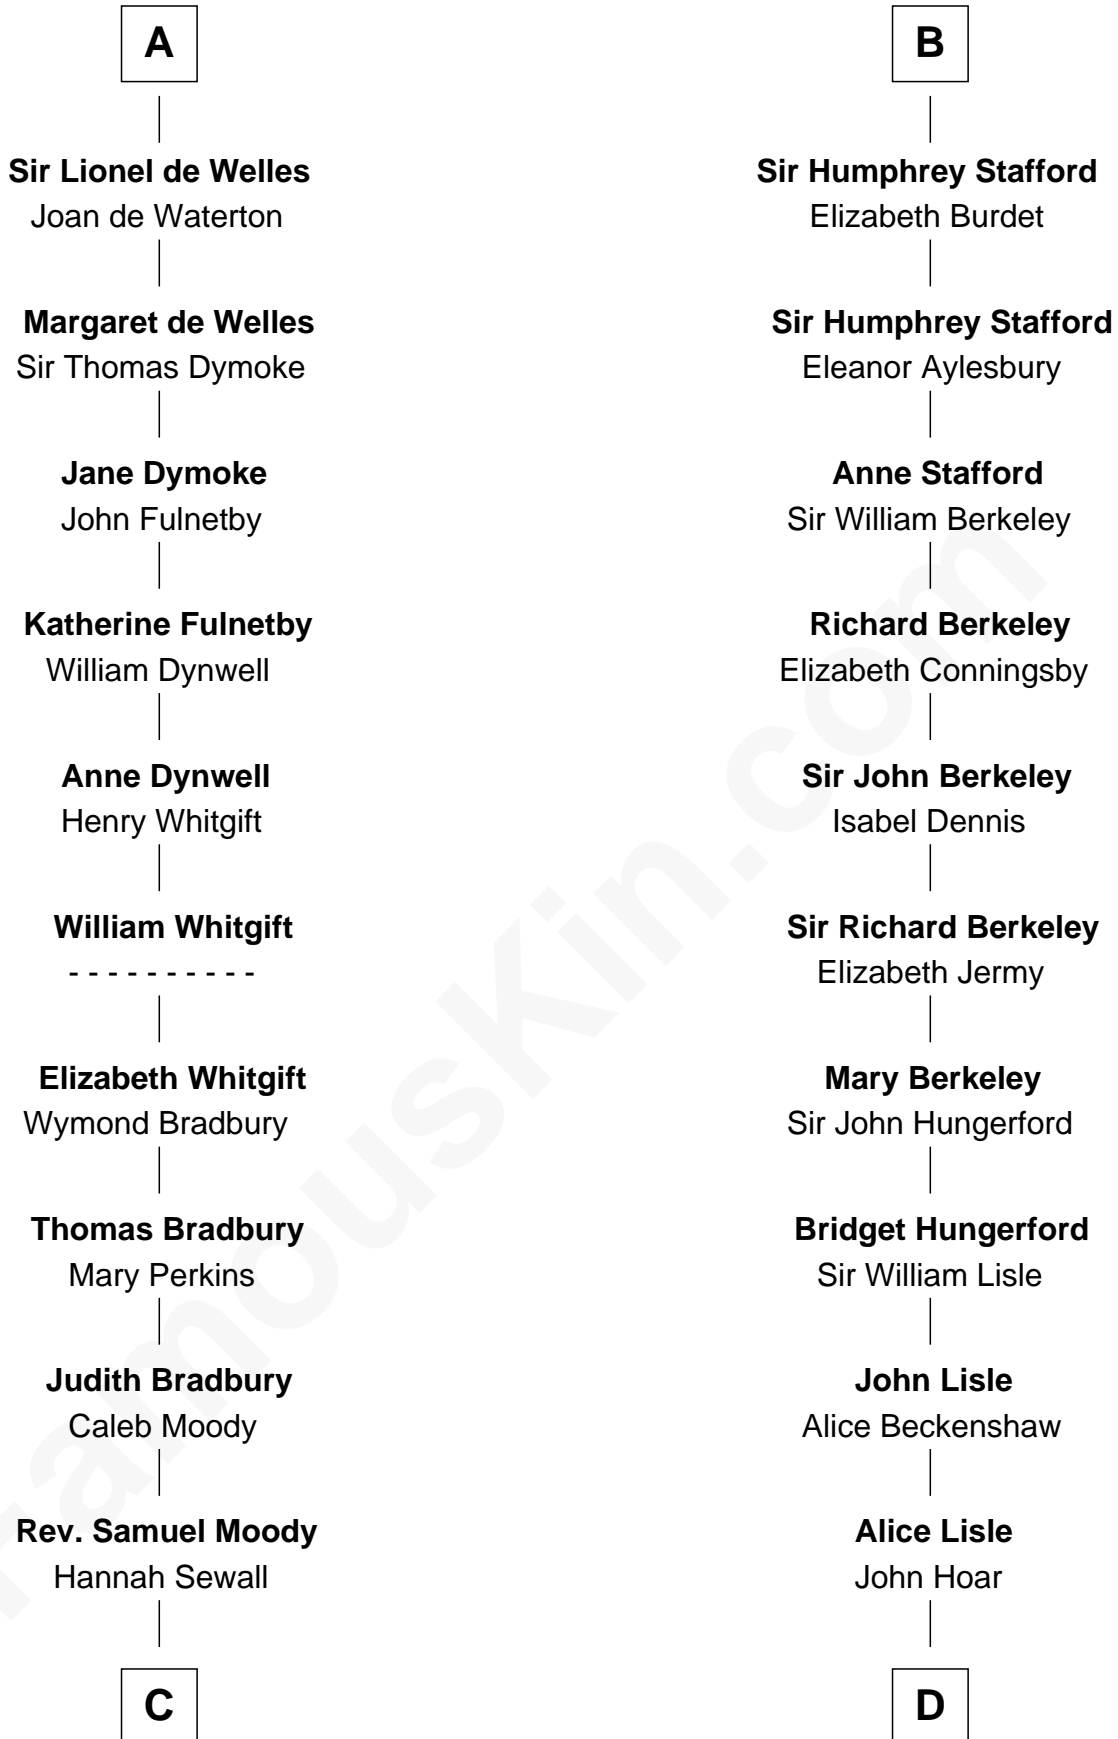 A
Sir Lionel de Welles
Joan de Waterton
Margaret de Welles
Sir Thomas Dymoke
Jane Dymoke
John Fulnetby
Katherine Fulnetby
William Dynwell
Anne Dynwell
Henry Whitgift
William Whitgift
- - - - - - - - - -
Elizabeth Whitgift
Wymond Bradbury
Thomas Bradbury
Mary Perkins
Judith Bradbury
Caleb Moody
Rev. Samuel Moody
Hannah Sewall
C
B
Sir Humphrey Stafford
Elizabeth Burdet
Sir Humphrey Stafford
Eleanor Aylesbury
Anne Stafford
Sir William Berkeley
Richard Berkeley
Elizabeth Conningsby
Sir John Berkeley
Isabel Dennis
Sir Richard Berkeley
Elizabeth Jermy
Mary Berkeley
Sir John Hungerford
Bridget Hungerford
Sir William Lisle
John Lisle
Alice Beckenshaw
Alice Lisle
John Hoar
D
FamousKin.com